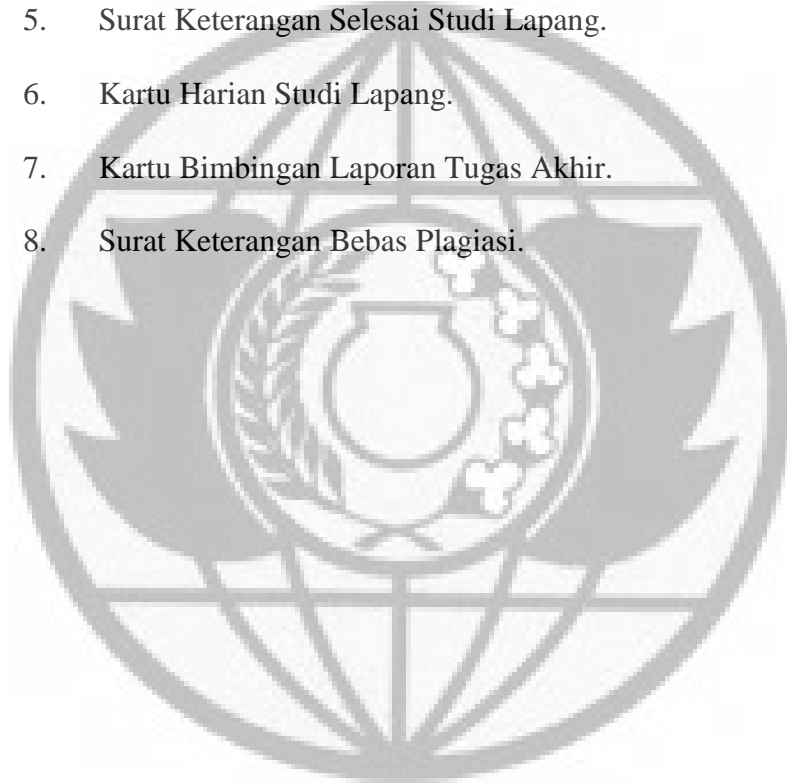 5. Surat Keterangan Selesai Studi Lapang.
6. Kartu Harian Studi Lapang.
7. Kartu Bimbingan Laporan Tugas Akhir.
8. Surat Keterangan Bebas Plagiasi.